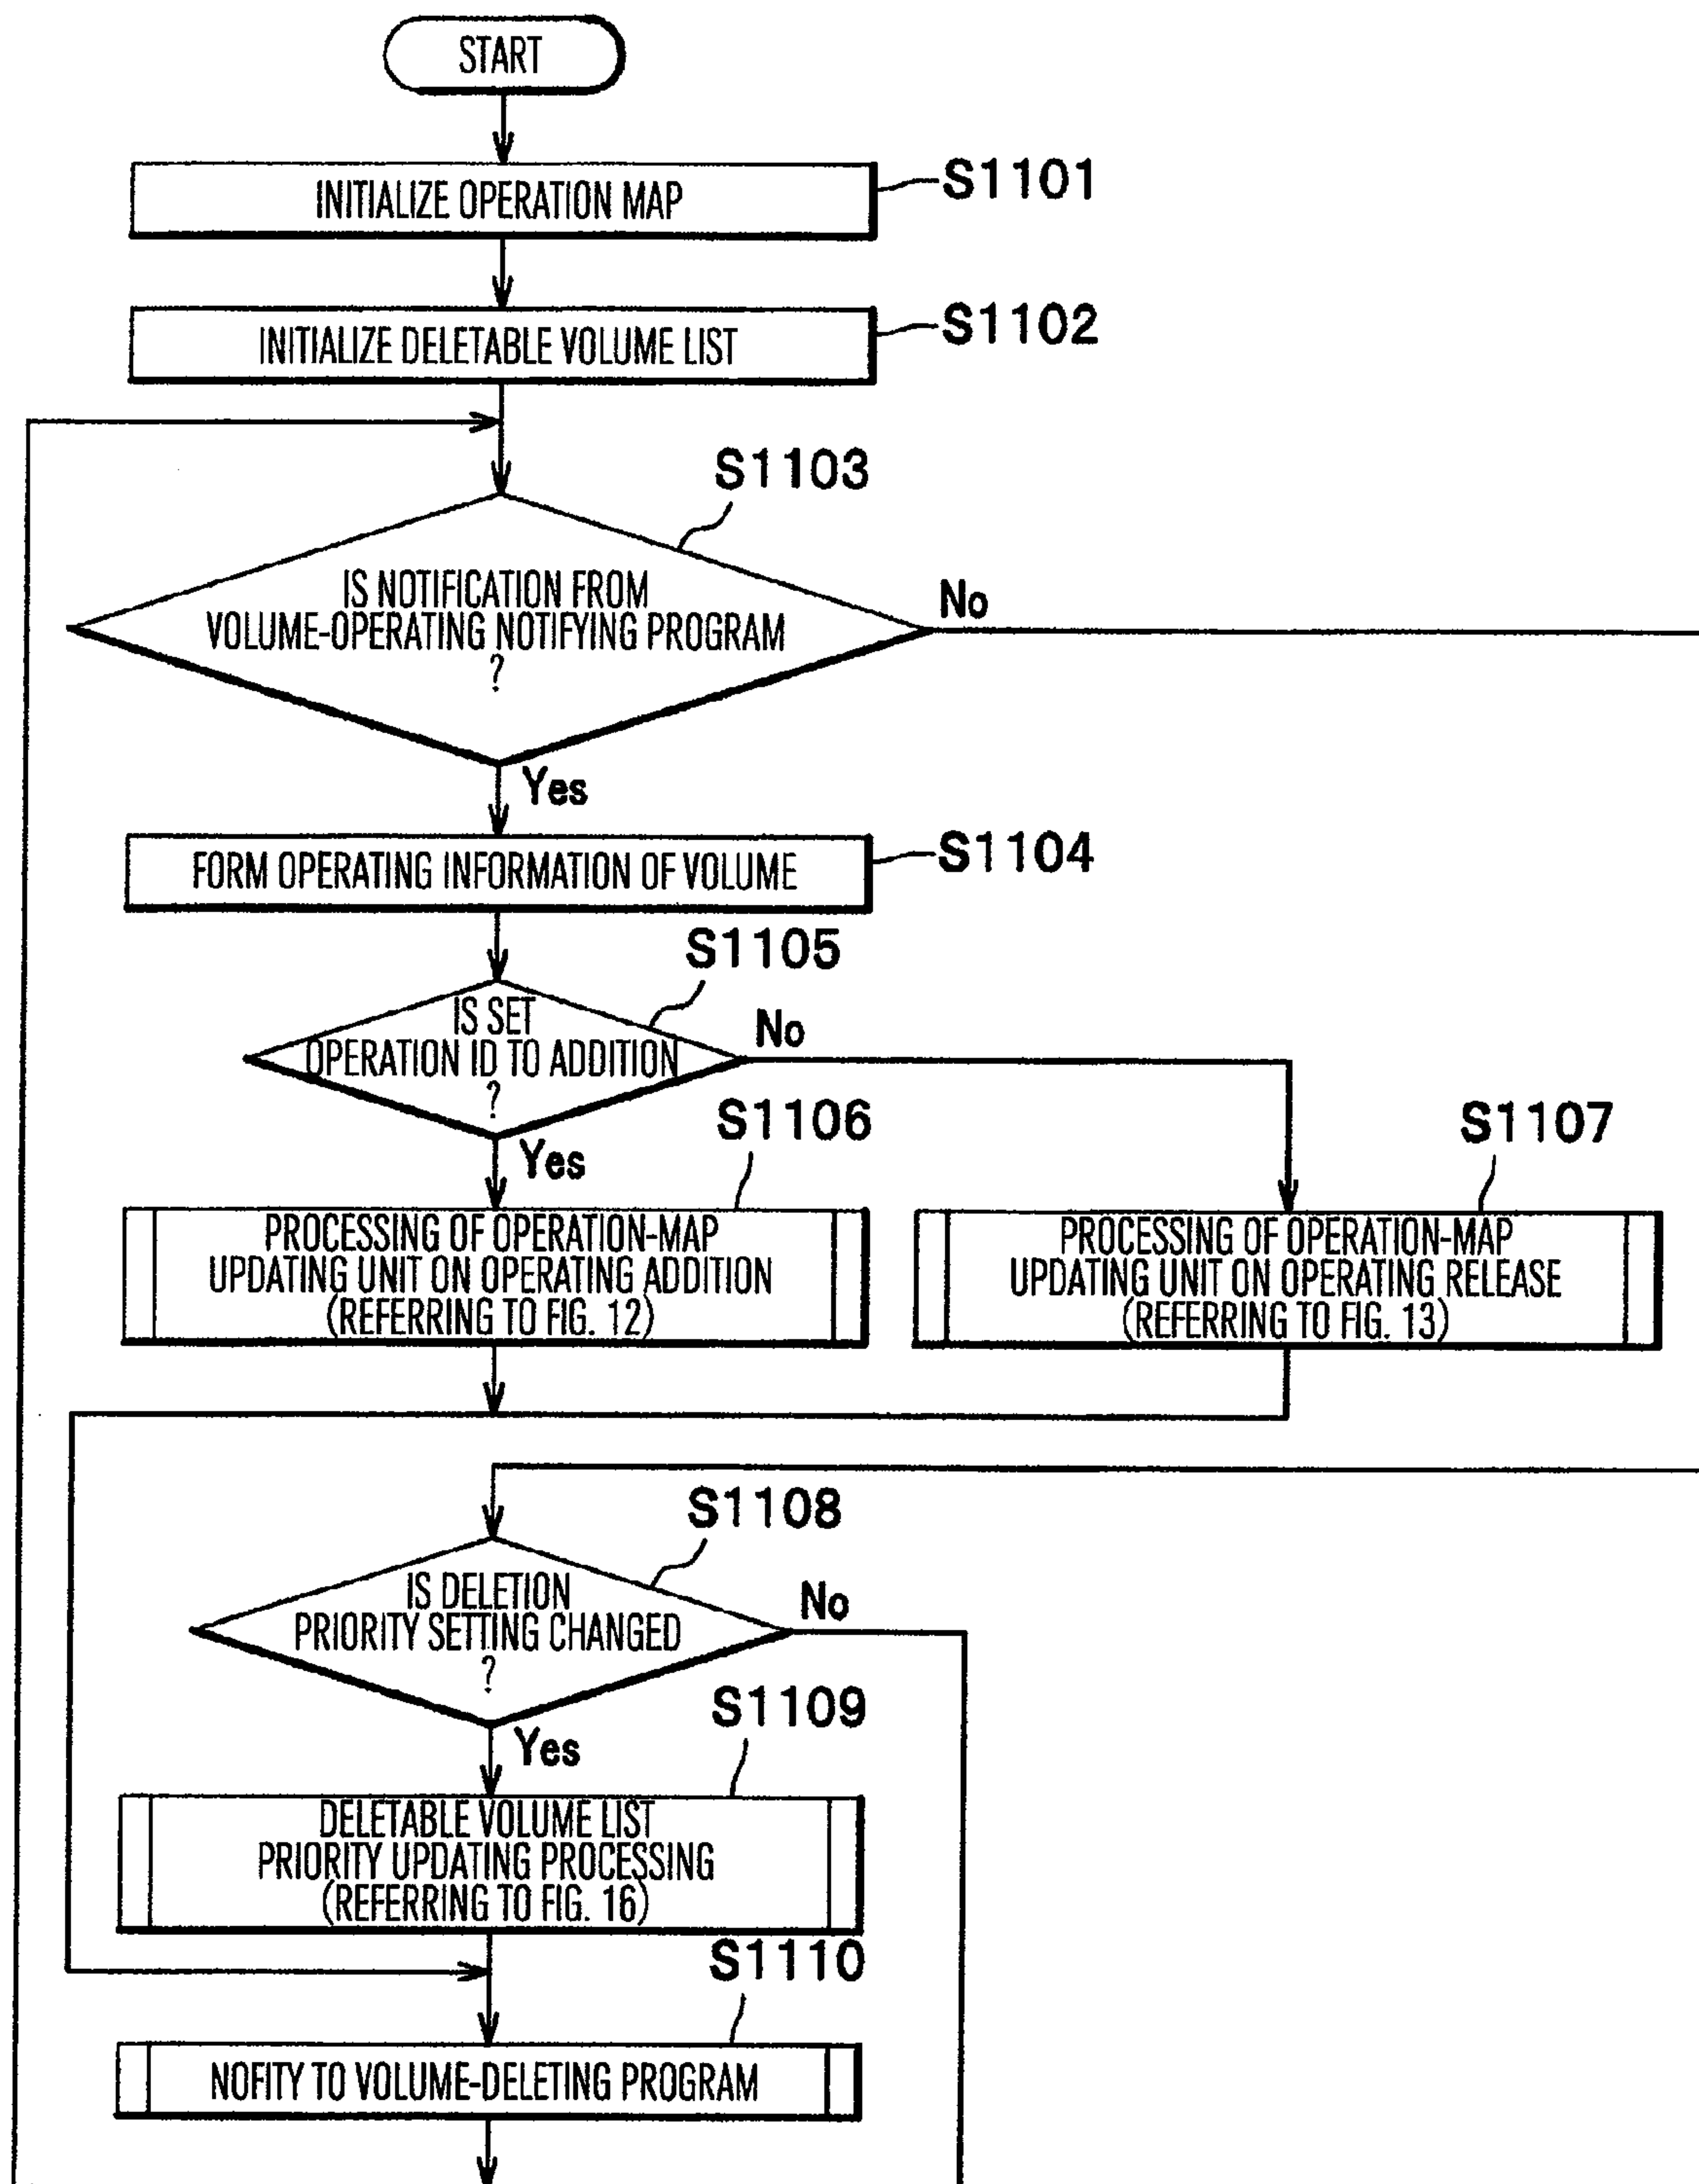 START
INITIALIZE OPERATION MAP
S1101
INITIALIZE DELETABLE VOLUME LIST
S1102
S1103
IS NOTIFICATION FROM
VOLUME-OPERATING NOTIFYING PROGRAM
?
No
Yes
FORM OPERATING INFORMATION OF VOLUME
S1104
S1105
IS SET
OPERATION ID TO ADDITION
?
No
Yes
S1106
PROCESSING OF OPERATION-MAP
UPDATING UNIT ON OPERATING ADDITION
(REFERRING TO FIG. 12)
S1107
PROCESSING OF OPERATION-MAP
UPDATING UNIT ON OPERATING RELEASE
(REFERRING TO FIG. 13)
S1108
IS DELETION
PRIORITY SETTING CHANGED
?
No
Yes
S1109
DELETABLE VOLUME LIST
PRIORITY UPDATING PROCESSING
(REFERRING TO FIG. 16)
S1110
NOFITY TO VOLUME-DELETING PROGRAM